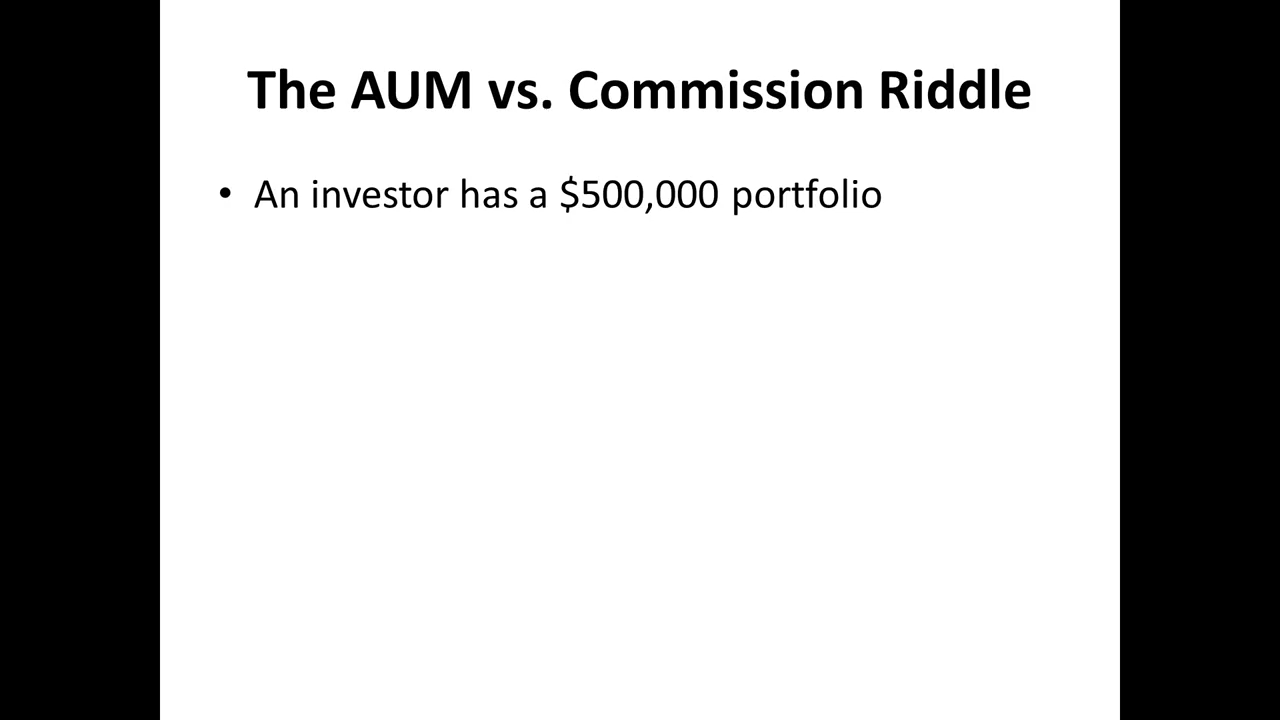 The AUM vs. Commission Riddle
• An investor has a $500,000 portfolio